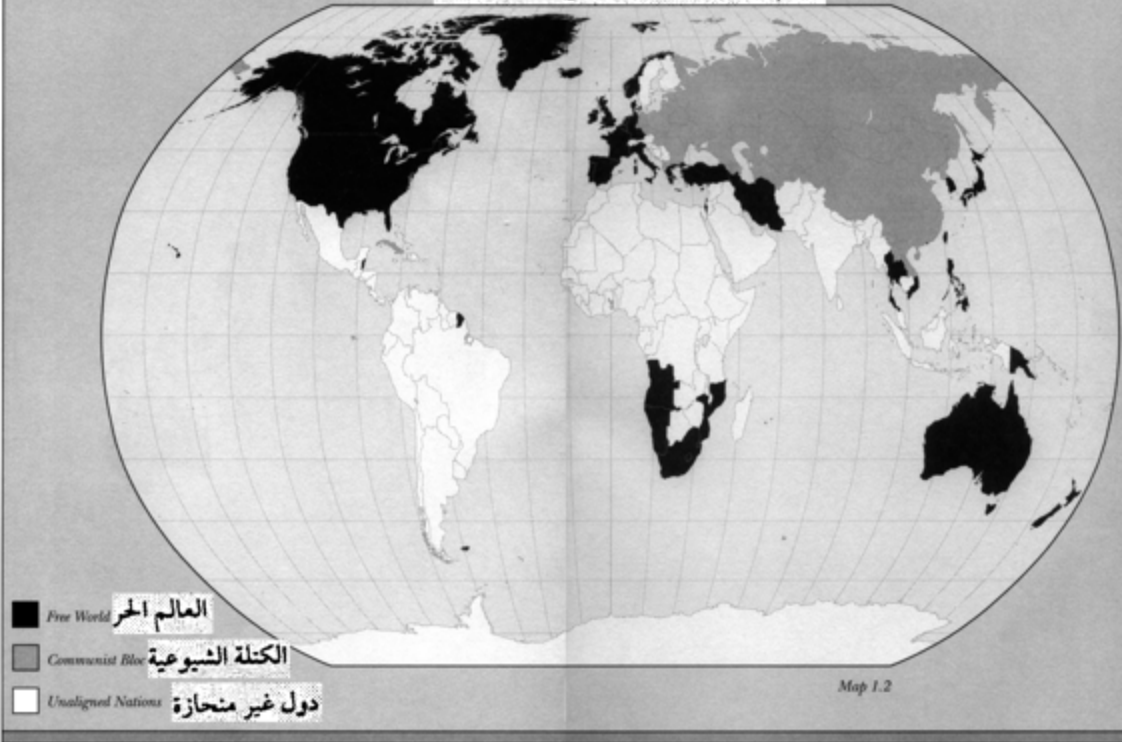 Free World العالم الحر
Communist Bloc الكتلة الشيوعية
Unaligned Nations دول غير منحازة
Map 1.2